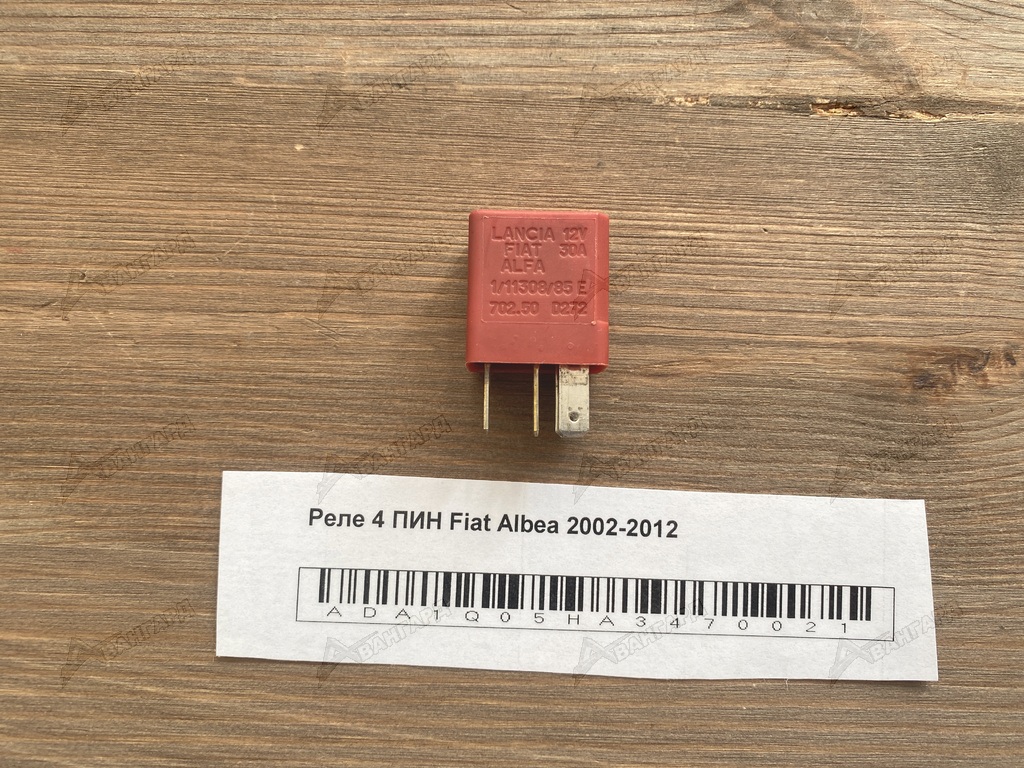 LANCIA 12V
FIAT 30A
ALFA
1/11308/85 E
702.50 D272
Реле 4 ПИН Fiat Albea 2002-2012
ADA1Q05HA3470021
АВАНГАРД